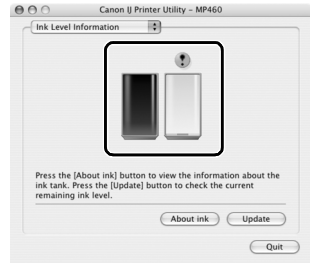 Canon IJ Printer Utility – MP460
Ink Level Information
!
Press the [About ink] button to view the information about the
ink tank. Press the [Update] button to check the current
remaining ink level.
About ink Update
Quit